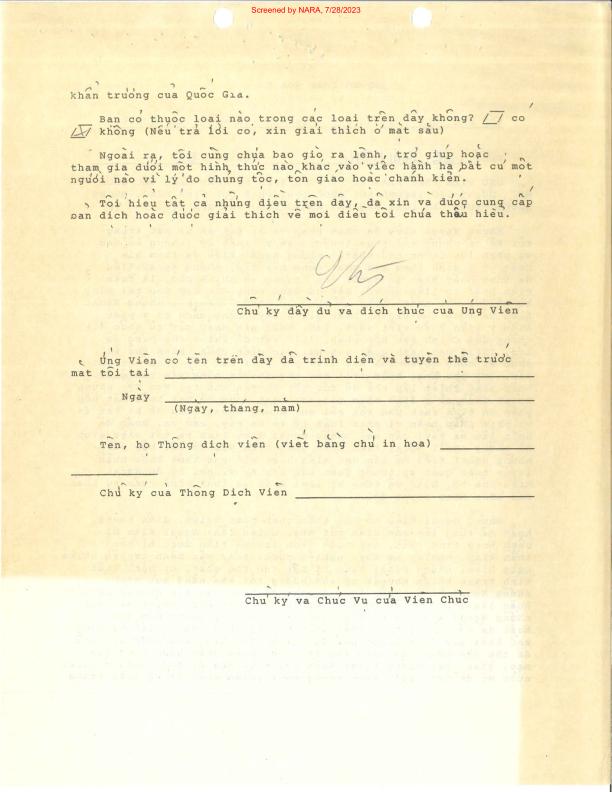 Screened by NARA, 7/28/2023
khẩn trương của Quốc Gia.
Bạn có thuộc loại nào trong các loại trên đây không? có
không (Nếu trả lời có, xin giải thích ở mặt sau)
Ngoài ra, tôi cũng chưa bao giờ ra lệnh, trợ giúp hoặc
tham gia dưới một hình thức nào khác vào việc hành hạ bất cứ một
người nào vì lý do chủng tộc, tôn giáo hoặc chánh kiến.
Tôi hiểu tất cả những điều trên đây, đã xin và được cung cấp
bản dịch hoặc được giải thích về mọi điều tôi chưa thấu hiểu.
Chữ ký đầy đủ và đích thực của Ứng Viên
Ứng Viên có tên trên đây đã trình diện và tuyên thệ trước
mặt tôi tại
Ngày
(Ngày, tháng, năm)
Tên, họ Thông dịch viên (viết bằng chữ in hoa)
Chữ ký của Thông Dịch Viên
Chữ ký và Chức Vụ của Viên Chức